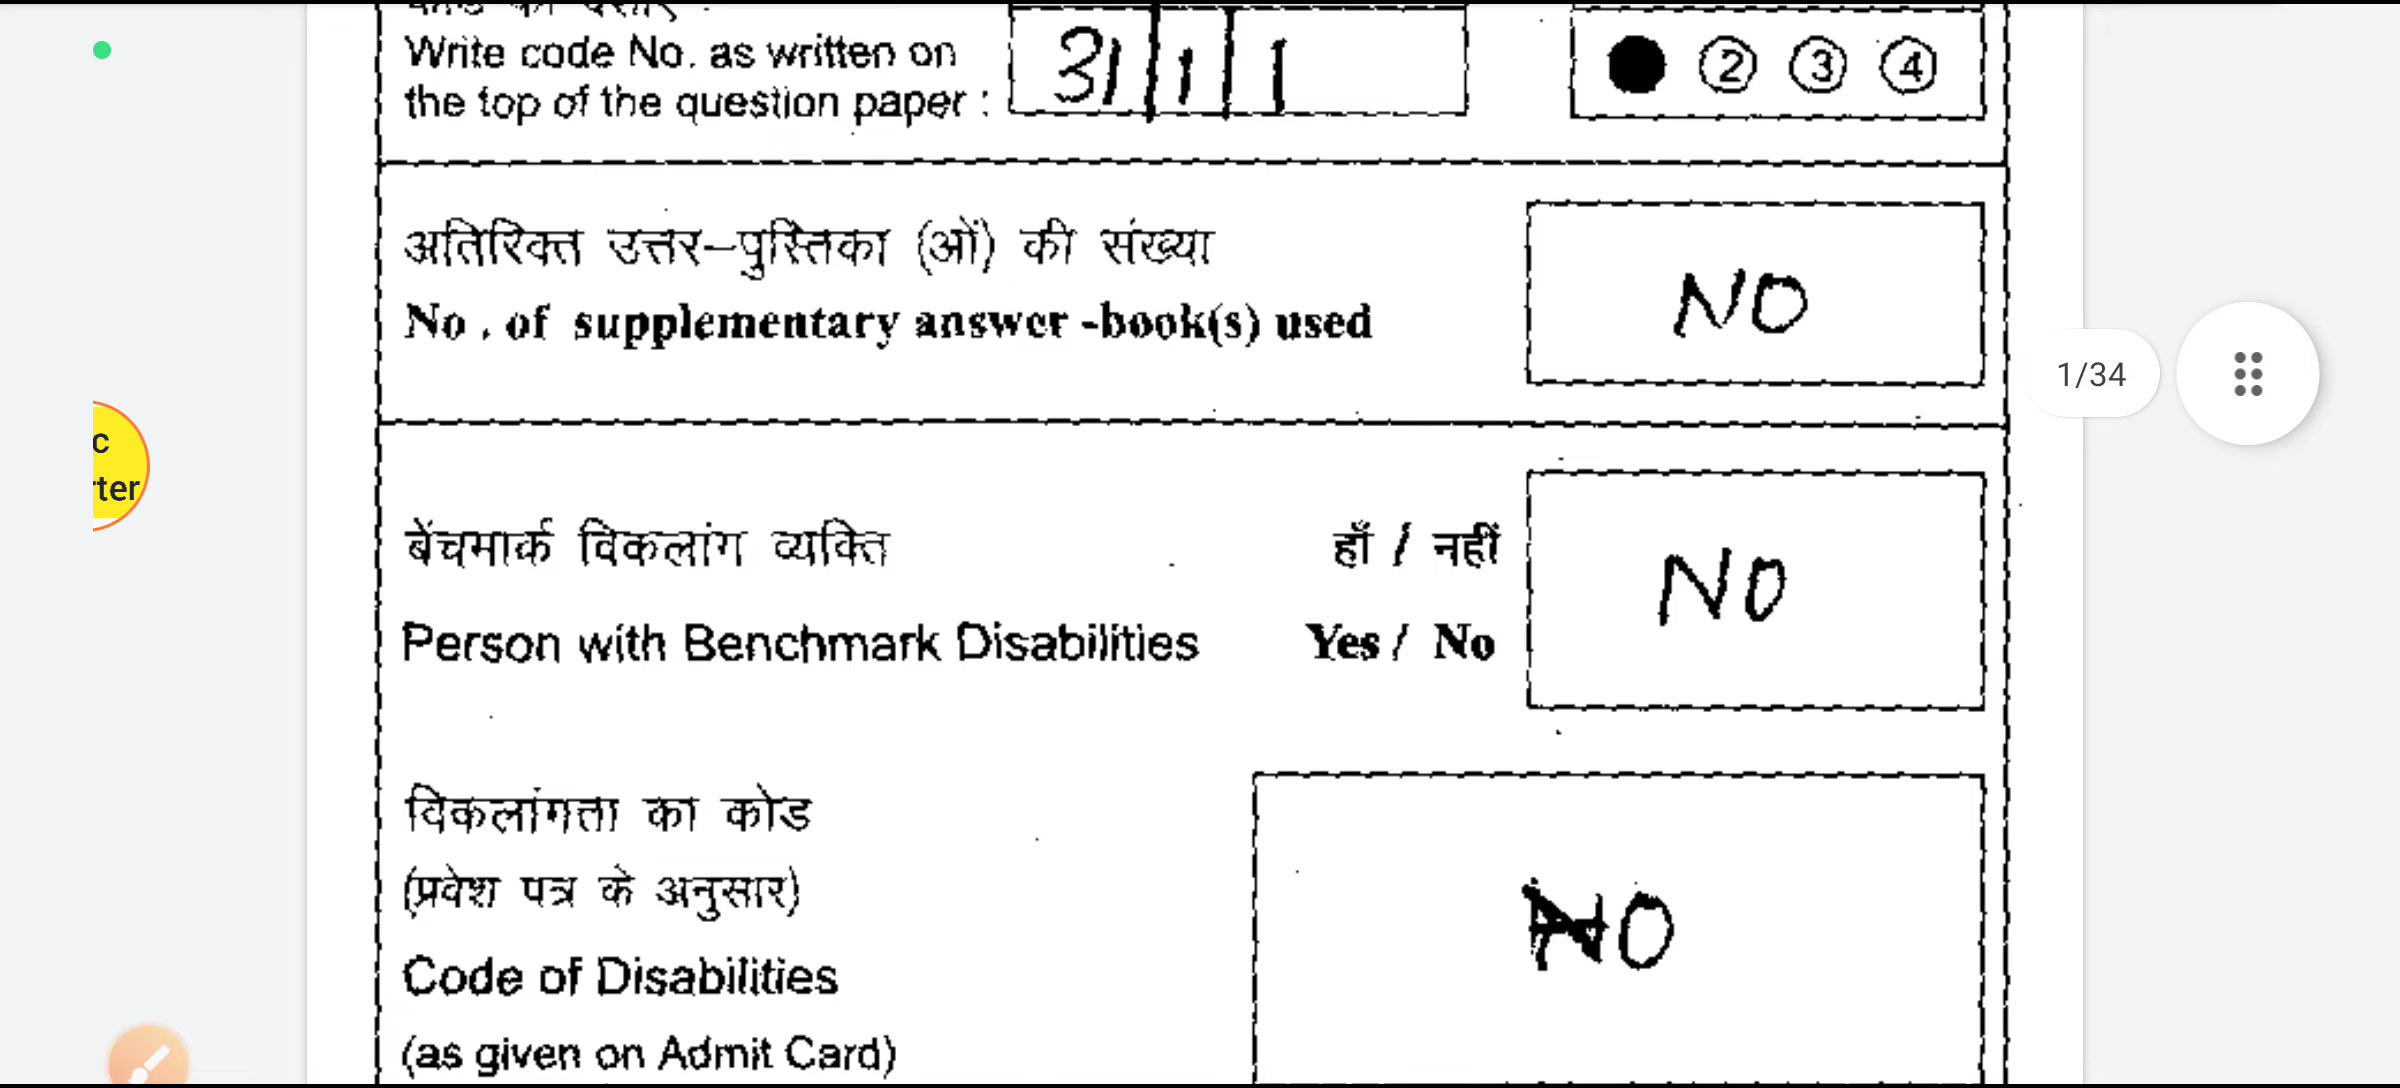 Write code No. as written on
the top of the question paper :
31 1 1
② ③ ④
अतिरिक्त उत्तर–पुस्तिका (ओं) की संख्या
No. of supplementary answer -book(s) used
NO
1/34
c
ter
बेंचमार्क विकलांग व्यक्ति हाँ / नहीं
Person with Benchmark Disabilities Yes / No
NO
विकलांगता का कोड
(प्रवेश पत्र के अनुसार)
NO
Code of Disabilities
(as given on Admit Card)